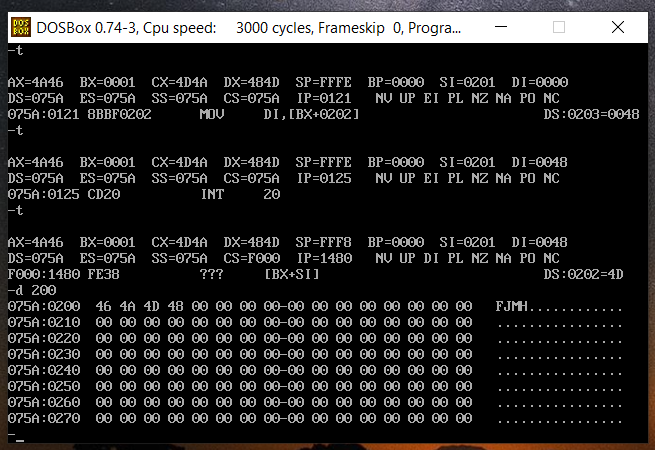 DOS
BOX
DOSBox 0.74-3, Cpu speed: 3000 cycles, Frameskip 0, Progra...
-t
AX=4A46 BX=0001 CX=4D4A DX=484D SP=FFFE BP=0000 SI=0201 DI=0000
DS=075A ES=075A SS=075A CS=075A IP=0121 NV UP EI PL NZ NA PO NC
075A:0121 8BBF0202 MOV DI,[BX+0202] DS:0203=0048
-t
AX=4A46 BX=0001 CX=4D4A DX=484D SP=FFFE BP=0000 SI=0201 DI=0048
DS=075A ES=075A SS=075A CS=075A IP=0125 NV UP EI PL NZ NA PO NC
075A:0125 CD20 INT 20
-t
AX=4A46 BX=0001 CX=4D4A DX=484D SP=FFF8 BP=0000 SI=0201 DI=0048
DS=075A ES=075A SS=075A CS=F000 IP=1480 NV UP DI PL NZ NA PO NC
F000:1480 FE38 ??? [BX+SI] DS:0202=4D
-d 200
075A:0200 46 4A 4D 48 00 00 00 00-00 00 00 00 00 00 00 00 FJMH............
075A:0210 00 00 00 00 00 00 00 00-00 00 00 00 00 00 00 00 ................
075A:0220 00 00 00 00 00 00 00 00-00 00 00 00 00 00 00 00 ................
075A:0230 00 00 00 00 00 00 00 00-00 00 00 00 00 00 00 00 ................
075A:0240 00 00 00 00 00 00 00 00-00 00 00 00 00 00 00 00 ................
075A:0250 00 00 00 00 00 00 00 00-00 00 00 00 00 00 00 00 ................
075A:0260 00 00 00 00 00 00 00 00-00 00 00 00 00 00 00 00 ................
075A:0270 00 00 00 00 00 00 00 00-00 00 00 00 00 00 00 00 ................
-_